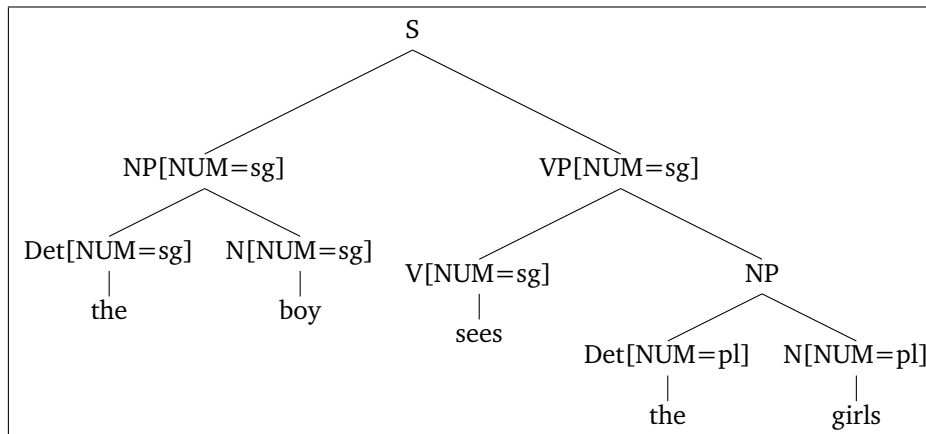 S
NP[NUM=sg] VP[NUM=sg]
Det[NUM=sg] N[NUM=sg] V[NUM=sg] NP
the boy sees
Det[NUM=pl] N[NUM=pl]
the girls